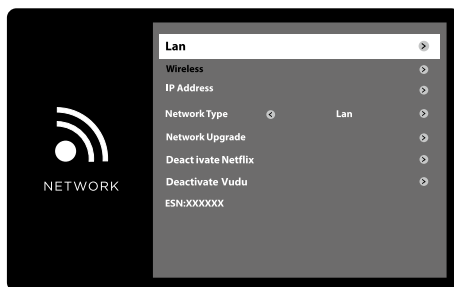 Lan
Wireless
IP Address
Network Type Lan
Network Upgrade
Deact ivate Netflix
Deactivate Vudu
ESN:XXXXXX
NETWORK